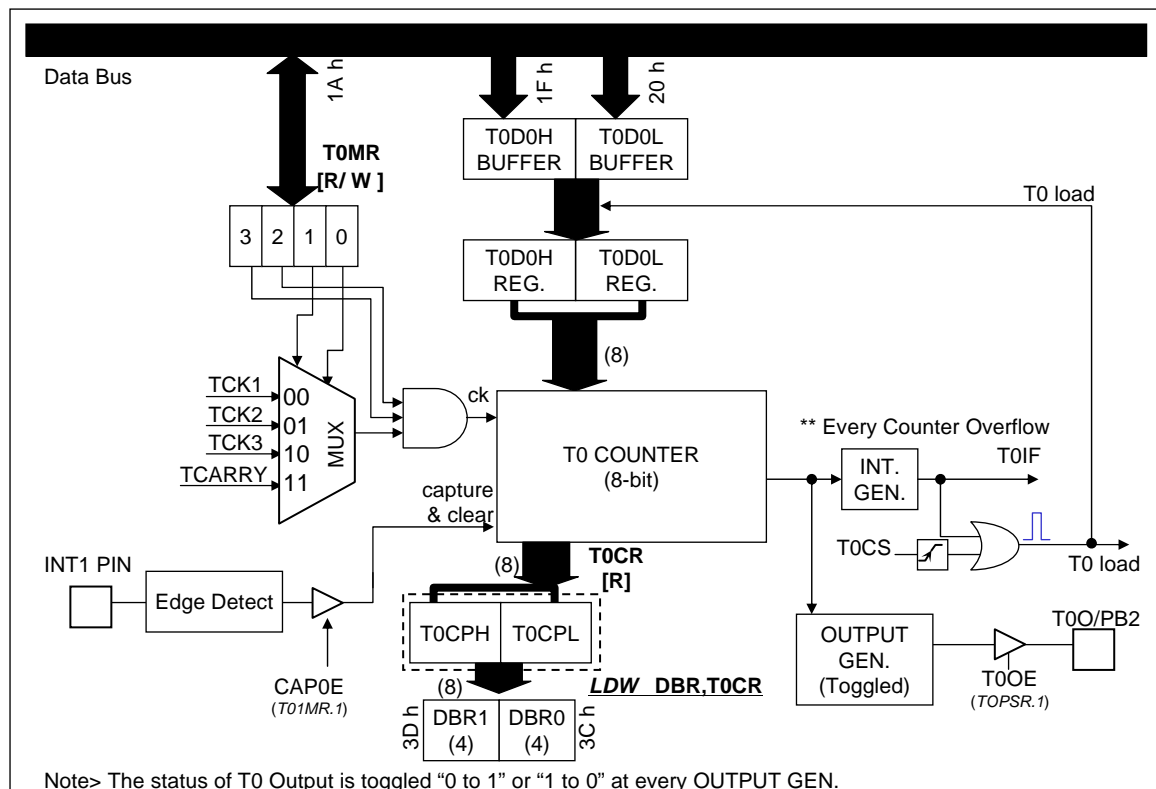 Data Bus
1A h
1F h
20 h
T0MR
[R/ W ]
T0D0H
BUFFER
T0D0L
BUFFER
T0 load
3 2 1 0
T0D0H
REG.
T0D0L
REG.
(8)
TCK1
TCK2
TCK3
TCARRY
00
01
10
11
MUX
ck
T0 COUNTER
(8-bit)
** Every Counter Overflow
INT.
GEN.
T0IF
capture
& clear
T0CS
T0 load
INT1 PIN
Edge Detect
CAP0E
(T01MR.1)
(8)
T0CR
[R]
T0CPH
T0CPL
(8)
LDW DBR,T0CR
3D h
DBR1
(4)
DBR0
(4)
3C h
OUTPUT
GEN.
(Toggled)
T0O/PB2
T0OE
(TOPSR.1)
Note> The status of T0 Output is toggled “0 to 1” or “1 to 0” at every OUTPUT GEN.